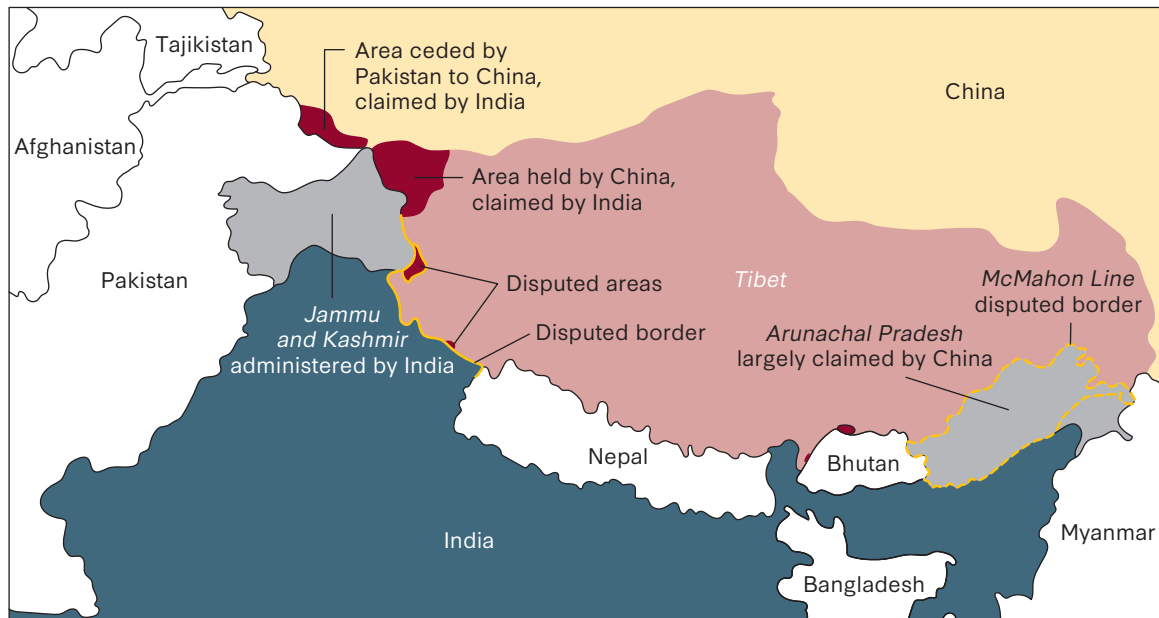 Tajikistan
Area ceded by
Pakistan to China,
claimed by India
China
Afghanistan
Area held by China,
claimed by India
Pakistan
Disputed areas
Tibet
McMahon Line
disputed border
Jammu
and Kashmir
administered by India
Disputed border
Arunachal Pradesh
largely claimed by China
Nepal
Bhutan
India
Myanmar
Bangladesh